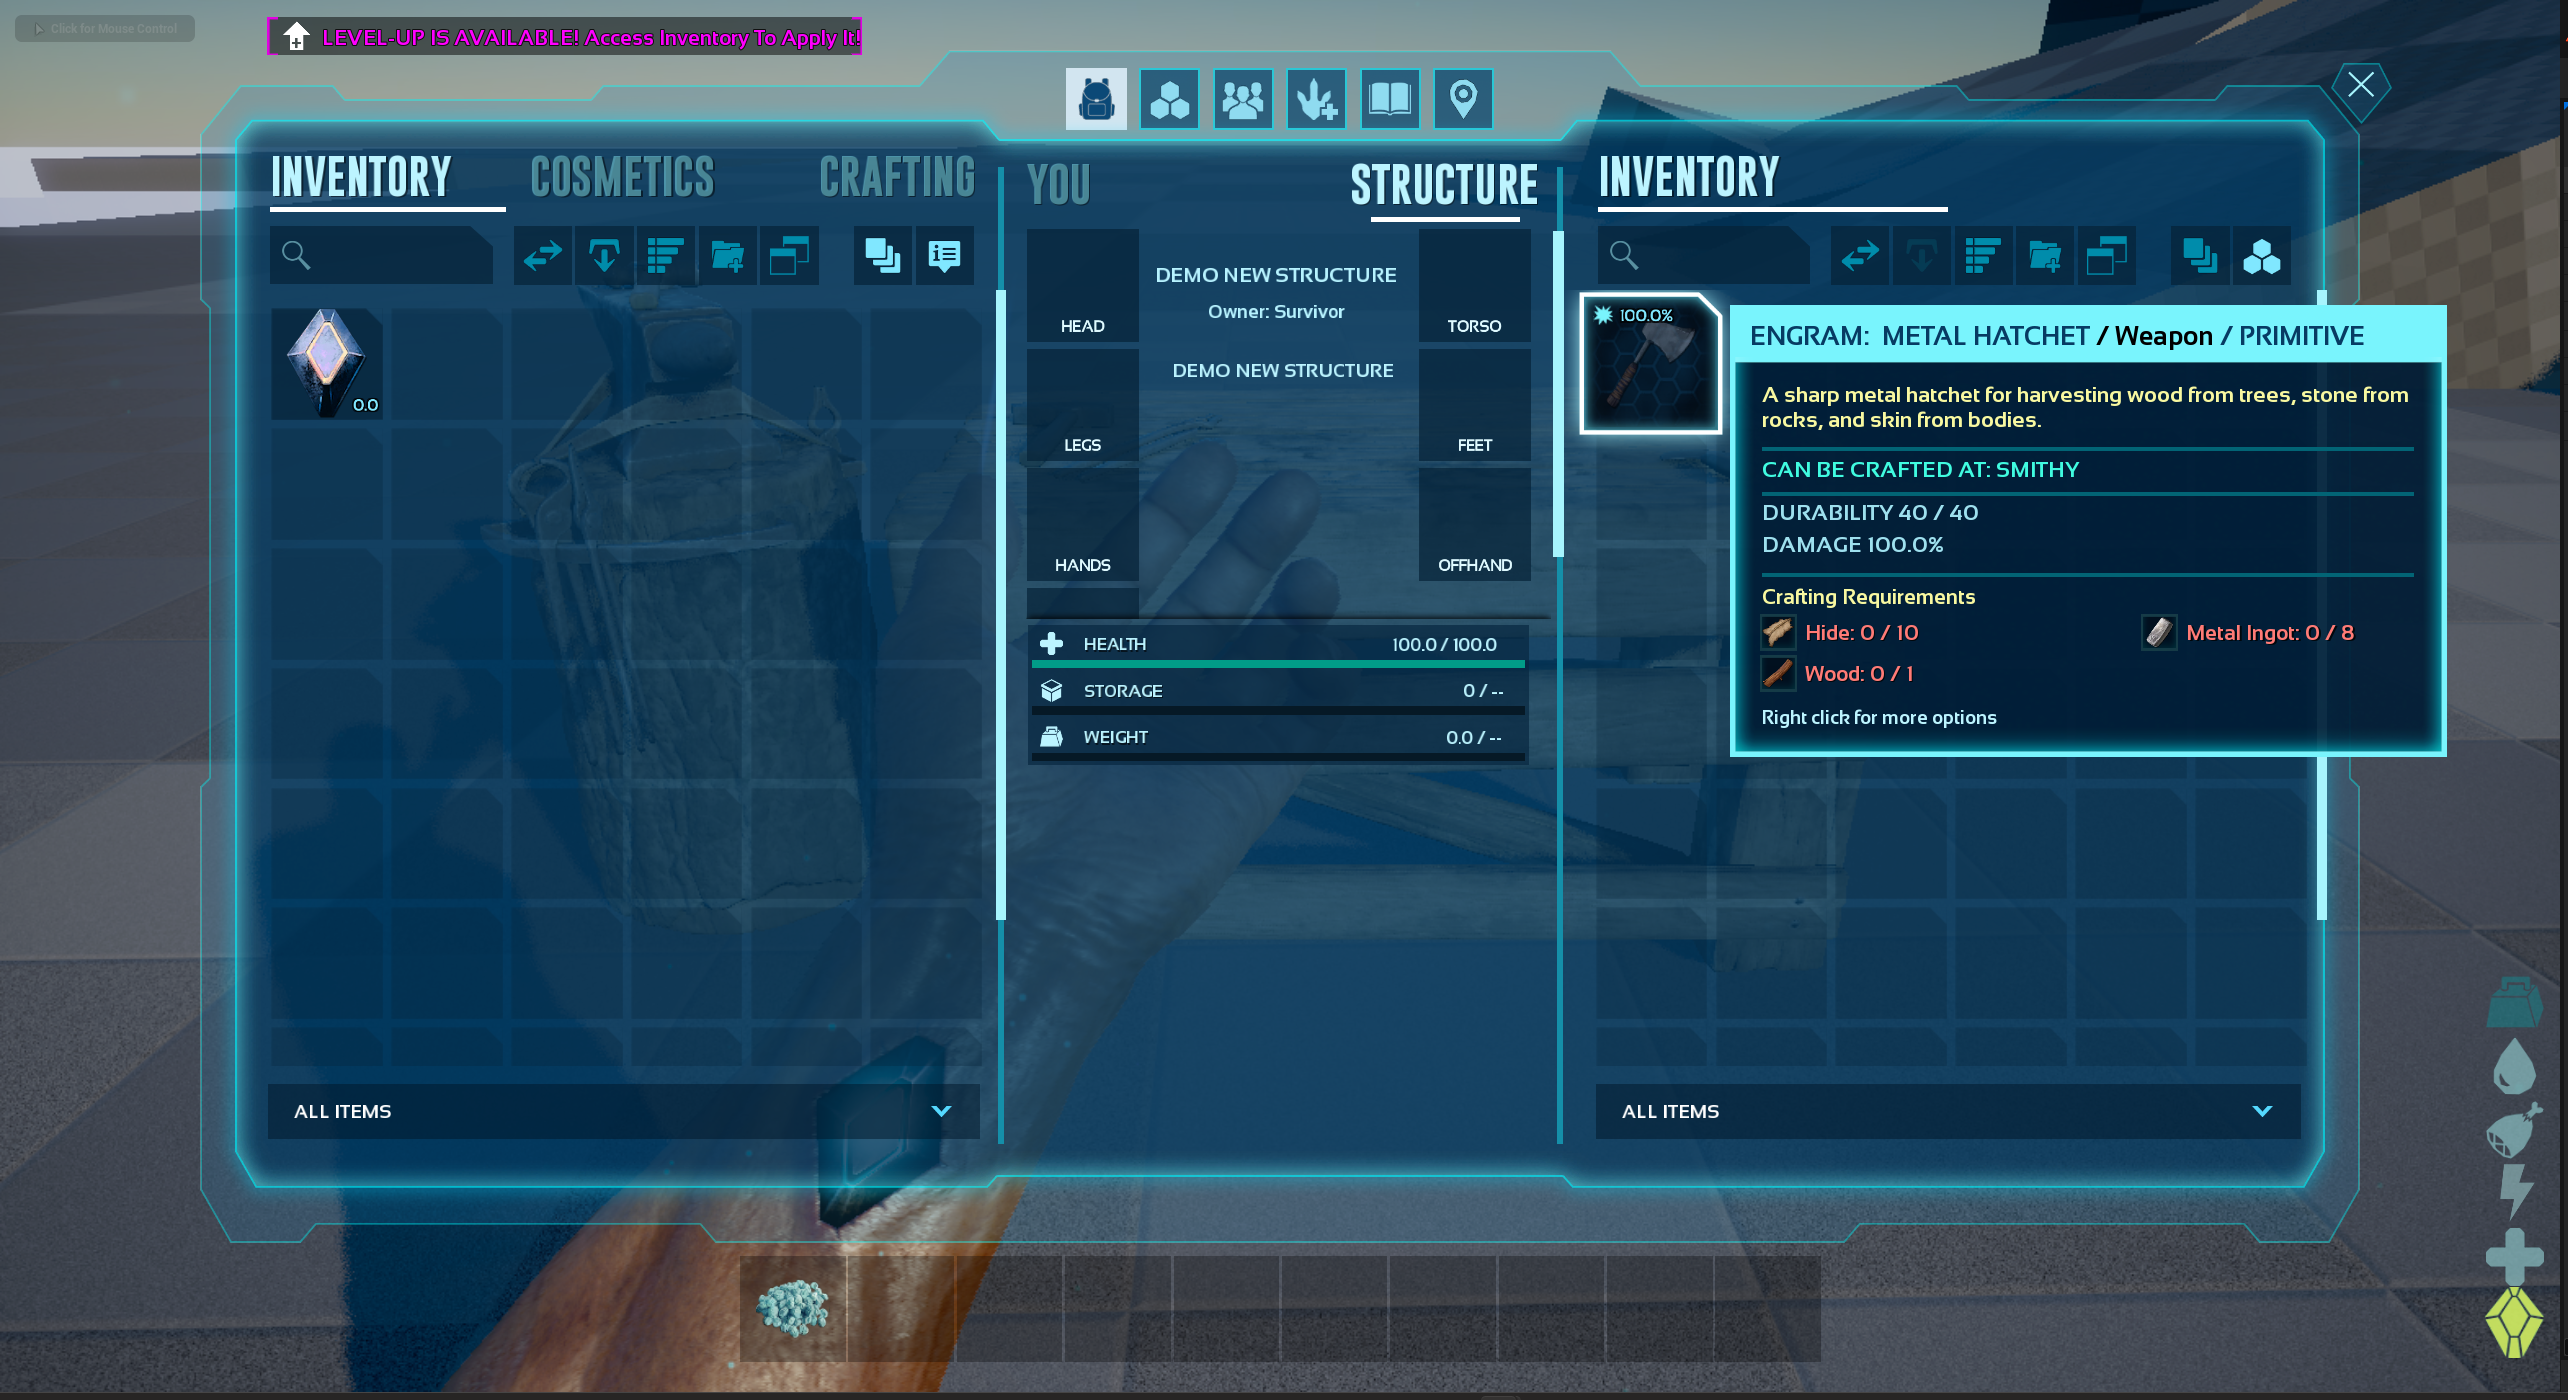 Click for Mouse Control
LEVEL-UP IS AVAILABLE! Access Inventory To Apply It!
INVENTORY
COSMETICS
CRAFTING
0.0
ALL ITEMS
YOU
STRUCTURE
DEMO NEW STRUCTURE
Owner: Survivor
DEMO NEW STRUCTURE
HEAD
TORSO
LEGS
FEET
HANDS
OFFHAND
HEALTH 100.0 / 100.0
STORAGE 0 / --
WEIGHT 0.0 / --
INVENTORY
100.0%
ENGRAM: METAL HATCHET / Weapon / PRIMITIVE
A sharp metal hatchet for harvesting wood from trees, stone from
rocks, and skin from bodies.
CAN BE CRAFTED AT: SMITHY
DURABILITY 40 / 40
DAMAGE 100.0%
Crafting Requirements
Hide: 0 / 10
Metal Ingot: 0 / 8
Wood: 0 / 1
Right click for more options
ALL ITEMS